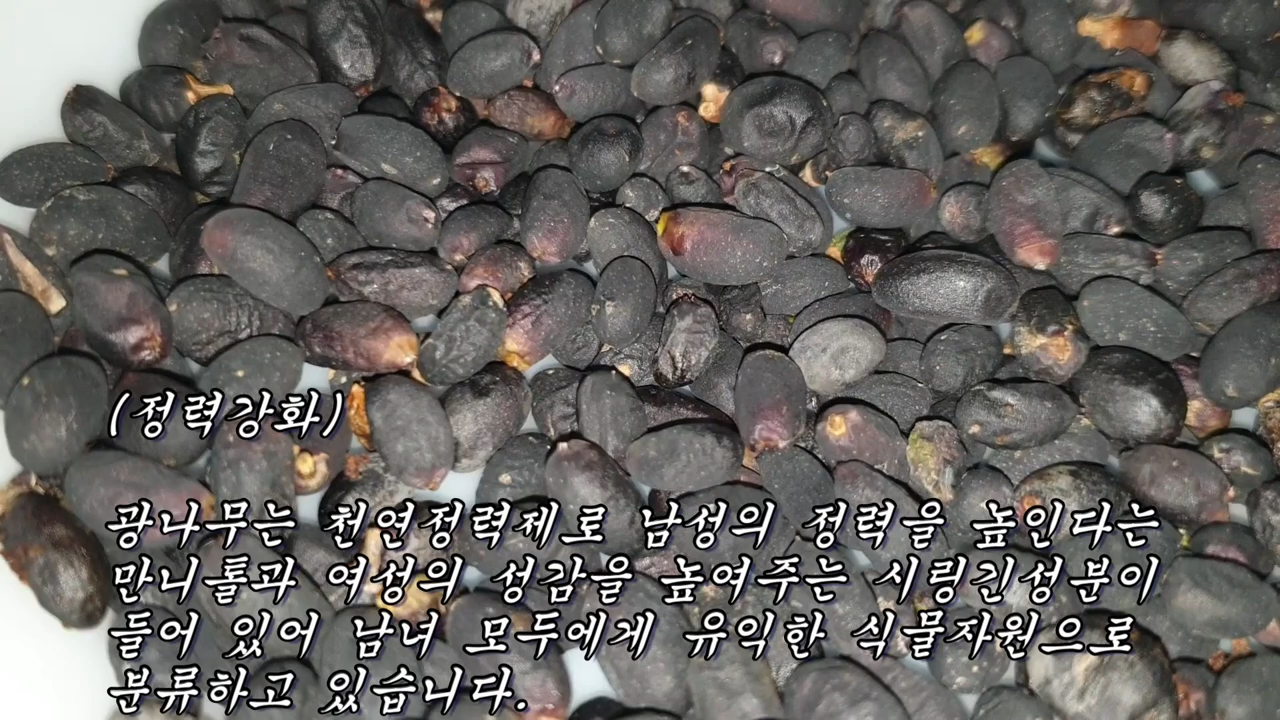 (정력강화)
광나무는 천연정력제로 남성의 정력을 높인다는
만니톨과 여성의 성감을 높여주는 시링긴성분이
들어 있어 남녀 모두에게 유익한 식물자원으로
분류하고 있습니다.